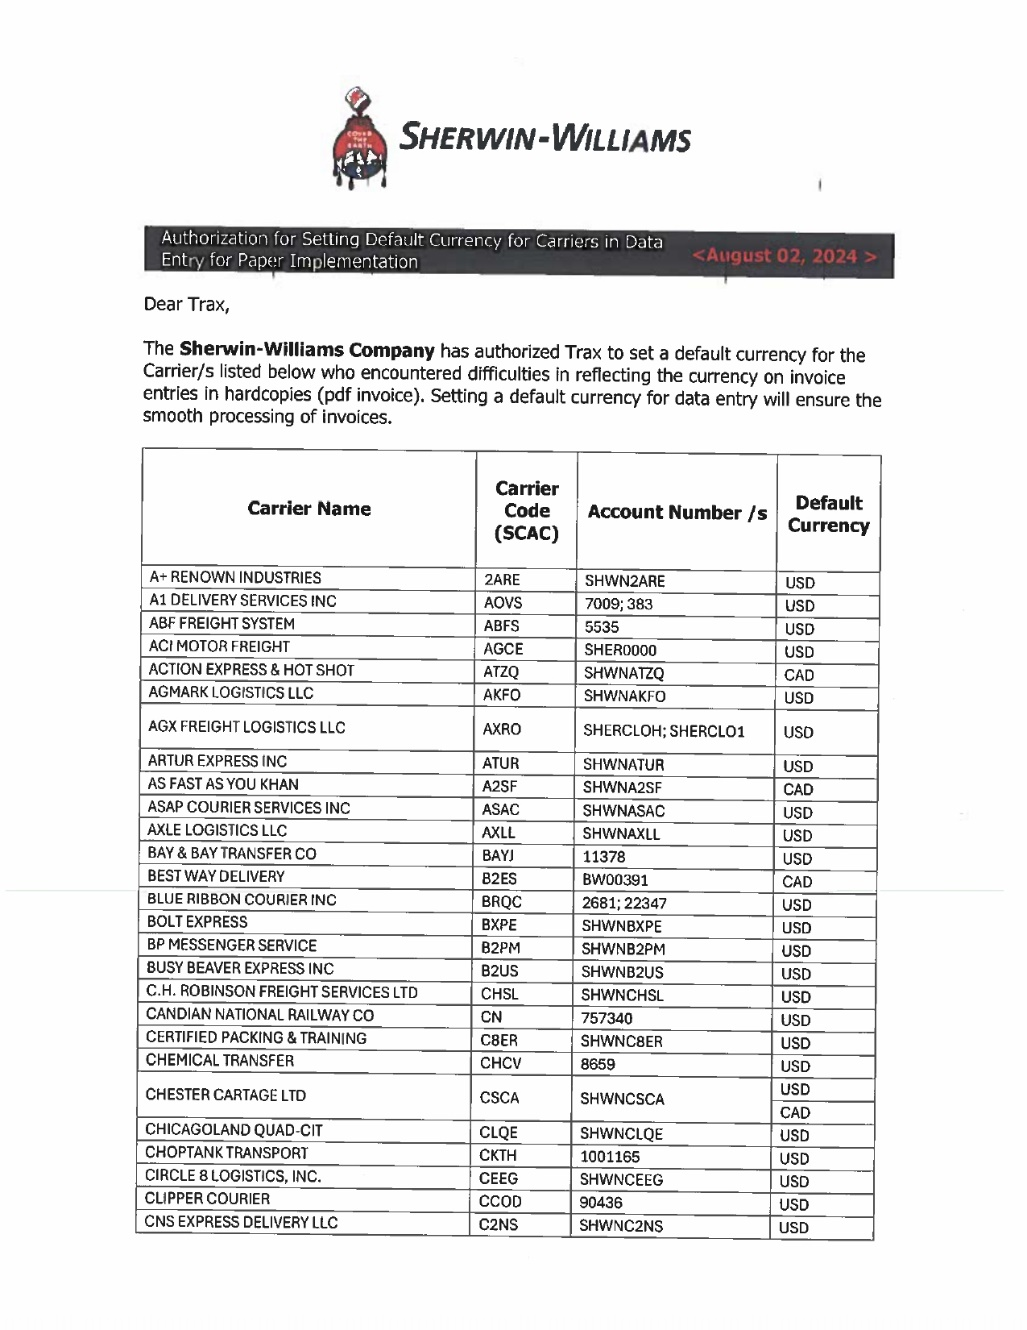 COVER
THE
EARTH
SHERWIN-WILLIAMS
Authorization for Setting Default Currency for Carriers in Data
Entry for Paper Implementation
<August 02, 2024 >
Dear Trax,
The Sherwin-Williams Company has authorized Trax to set a default currency for the
Carrier/s listed below who encountered difficulties in reflecting the currency on invoice
entries in hardcopies (pdf invoice). Setting a default currency for data entry will ensure the
smooth processing of invoices.
Carrier Name Carrier Code (SCAC) Account Number /s Default Currency
A+ RENOWN INDUSTRIES 2ARE SHWN2ARE USD
A1 DELIVERY SERVICES INC AOVS 7009; 383 USD
ABF FREIGHT SYSTEM ABFS 5535 USD
ACI MOTOR FREIGHT AGCE SHER0000 USD
ACTION EXPRESS & HOT SHOT ATZQ SHWNATZQ CAD
AGMARK LOGISTICS LLC AKFO SHWNAKFO USD
AGX FREIGHT LOGISTICS LLC AXRO SHERCLOH; SHERCLO1 USD
ARTUR EXPRESS INC ATUR SHWNATUR USD
AS FAST AS YOU KHAN A2SF SHWNA2SF CAD
ASAP COURIER SERVICES INC ASAC SHWNASAC USD
AXLE LOGISTICS LLC AXLL SHWNAXLL USD
BAY & BAY TRANSFER CO BAYJ 11378 USD
BEST WAY DELIVERY B2ES BW00391 CAD
BLUE RIBBON COURIER INC BRQC 2681; 22347 USD
BOLT EXPRESS BXPE SHWNBXPE USD
BP MESSENGER SERVICE B2PM SHWNB2PM USD
BUSY BEAVER EXPRESS INC B2US SHWNB2US USD
C.H. ROBINSON FREIGHT SERVICES LTD CHSL SHWNCHSL USD
CANDIAN NATIONAL RAILWAY CO CN 757340 USD
CERTIFIED PACKING & TRAINING C8ER SHWNC8ER USD
CHEMICAL TRANSFER CHCV 8659 USD
CHESTER CARTAGE LTD CSCA SHWNCSCA USD
CAD
CHICAGOLAND QUAD-CIT CLQE SHWNCLQE USD
CHOPTANK TRANSPORT CKTH 1001165 USD
CIRCLE 8 LOGISTICS, INC. CEEG SHWNCEEG USD
CLIPPER COURIER CCOD 90436 USD
CNS EXPRESS DELIVERY LLC C2NS SHWNC2NS USD